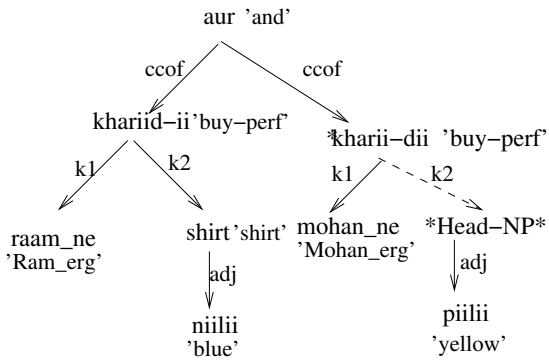 aur 'and'
ccof ccof
khariid-ii 'buy-perf' *kharii-dii 'buy-perf'
k1 k2 k1 k2
raam_ne shirt 'shirt' mohan_ne *Head-NP*
'Ram_erg' 'Mohan_erg'
adj adj
niilii piilii
'blue' 'yellow'